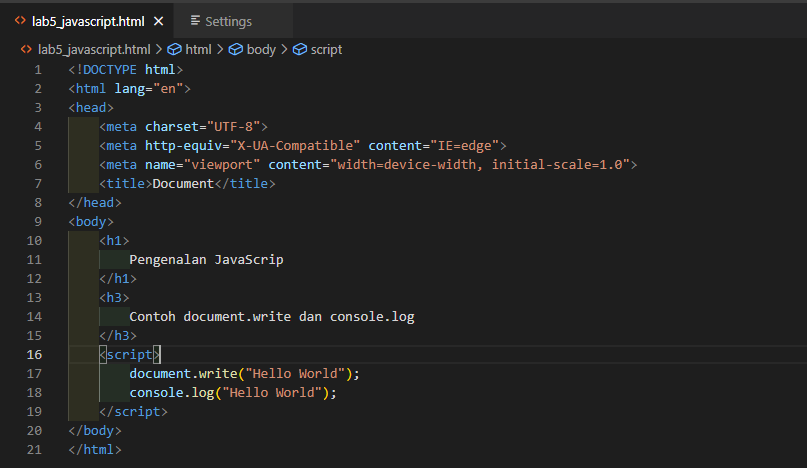 lab5_javascript.html × Settings
lab5_javascript.html > html > body > script
1 <!DOCTYPE html>
2 <html lang="en">
3 <head>
4 <meta charset="UTF-8">
5 <meta http-equiv="X-UA-Compatible" content="IE=edge">
6 <meta name="viewport" content="width=device-width, initial-scale=1.0">
7 <title>Document</title>
8 </head>
9 <body>
10 <h1>
11 Pengenalan JavaScrip
12 </h1>
13 <h3>
14 Contoh document.write dan console.log
15 </h3>
16 <script>
17 document.write("Hello World");
18 console.log("Hello World");
19 </script>
20 </body>
21 </html>